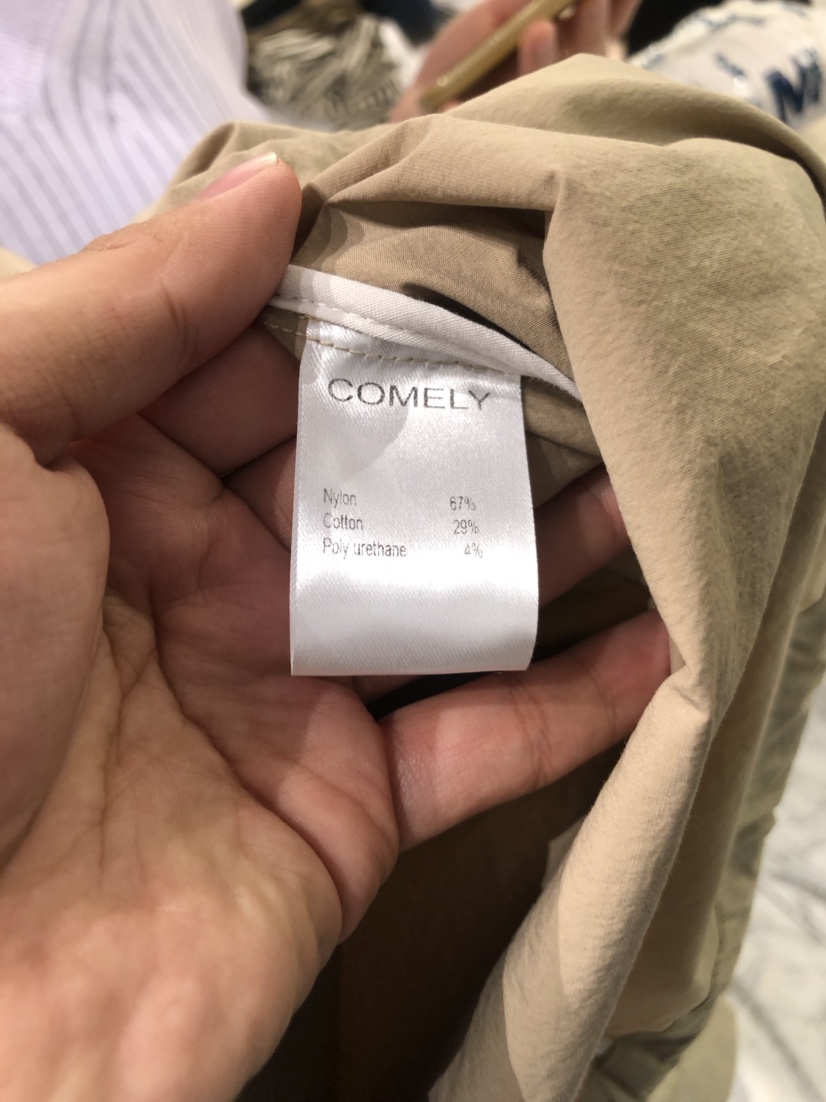 COMELY
Nylon 67%
Cotton 29%
Poly urethane 4%